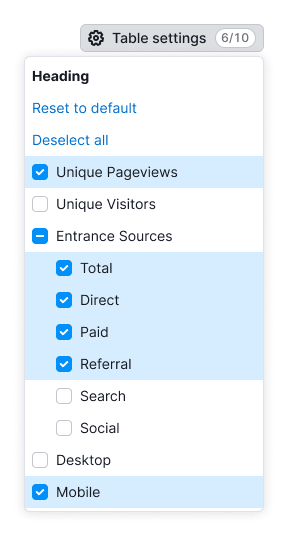 Table settings 6/10
Heading
Reset to default
Deselect all
Unique Pageviews
Unique Visitors
Entrance Sources
Total
Direct
Paid
Referral
Search
Social
Desktop
Mobile